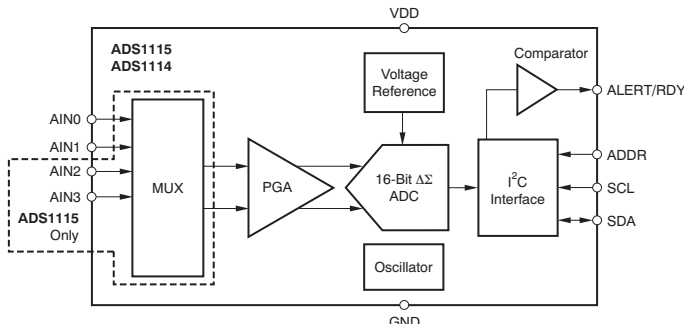 VDD
ADS1115
ADS1114
Comparator
Voltage
Reference
ALERT/RDY
AIN0
AIN1
AIN2
AIN3
MUX
PGA
16-Bit ΔΣ
ADC
I²C
Interface
ADDR
SCL
SDA
ADS1115
Only
Oscillator
GND